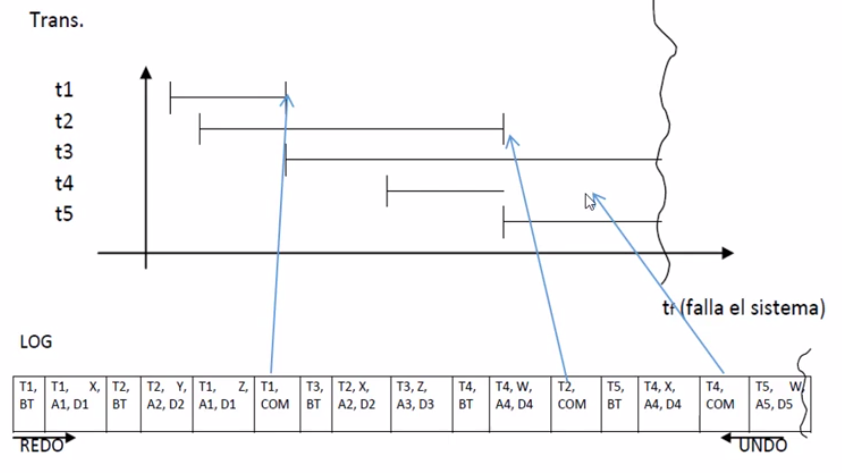 Trans.
t1
t2
t3
t4
t5
tf (falla el sistema)
LOG
T1, BT
T1, X, A1, D1
T2, BT
T2, Y, A2, D2
T1, Z, A1, D1
T1, COM
T3, BT
T2, X, A2, D2
T3, Z, A3, D3
T4, BT
T4, W, A4, D4
T2, COM
T5, BT
T4, X, A4, D4
T4, COM
T5, W, A5, D5
REDO
UNDO